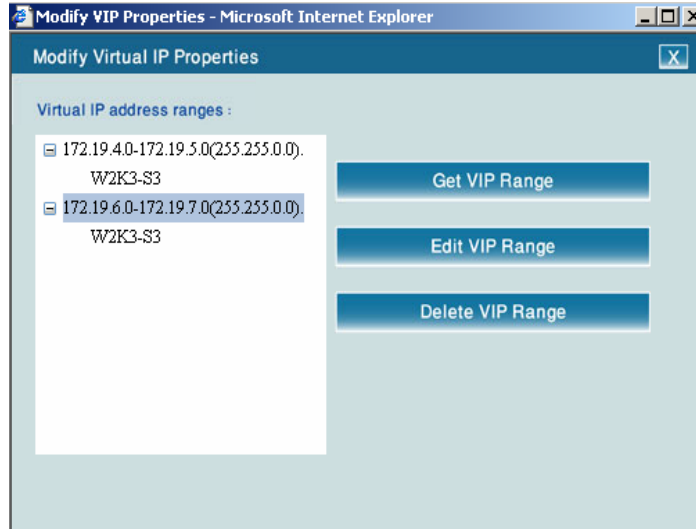 Modify VIP Properties - Microsoft Internet Explorer
Modify Virtual IP Properties
X
Virtual IP address ranges :
172.19.4.0-172.19.5.0(255.255.0.0).
W2K3-S3
Get VIP Range
172.19.6.0-172.19.7.0(255.255.0.0).
W2K3-S3
Edit VIP Range
Delete VIP Range